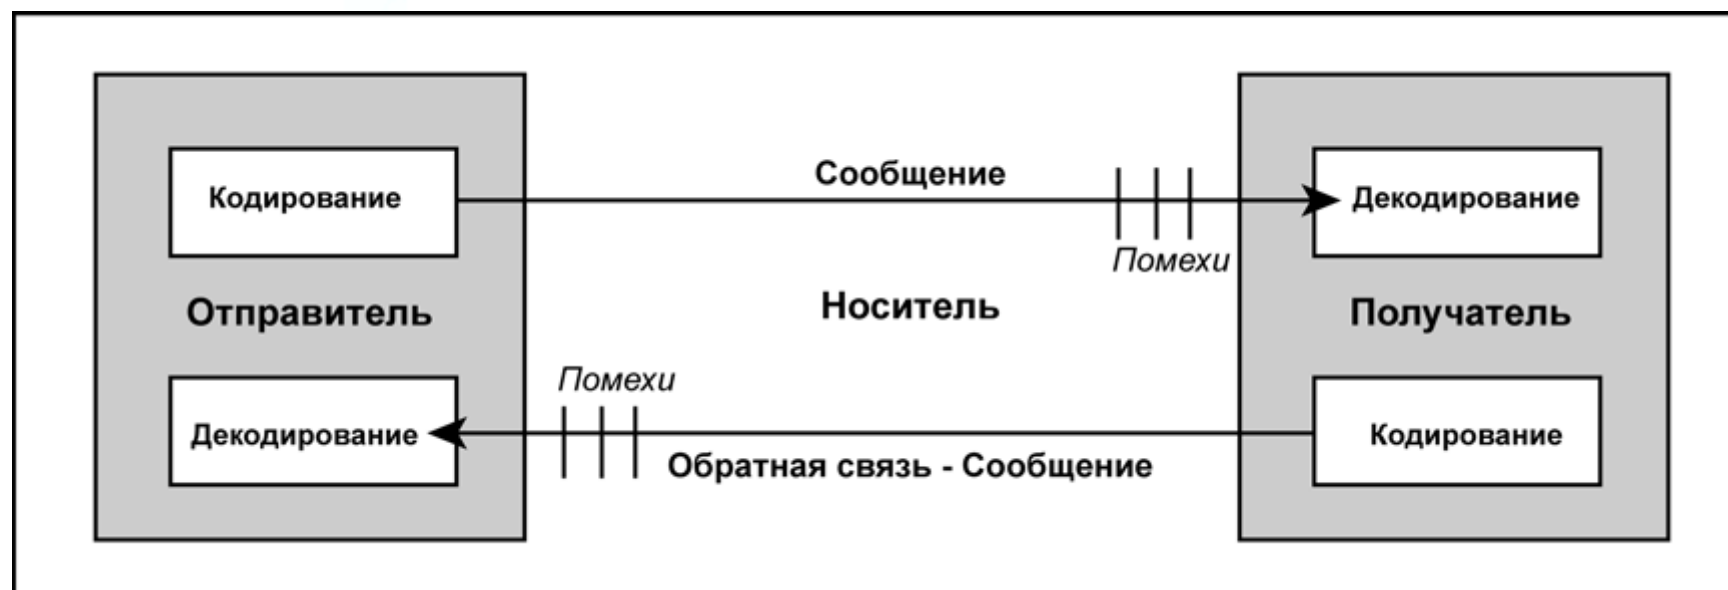 Сообщение
Кодирование
Декодирование
Помехи
Отправитель
Носитель
Получатель
Помехи
Декодирование
Кодирование
Обратная связь - Сообщение